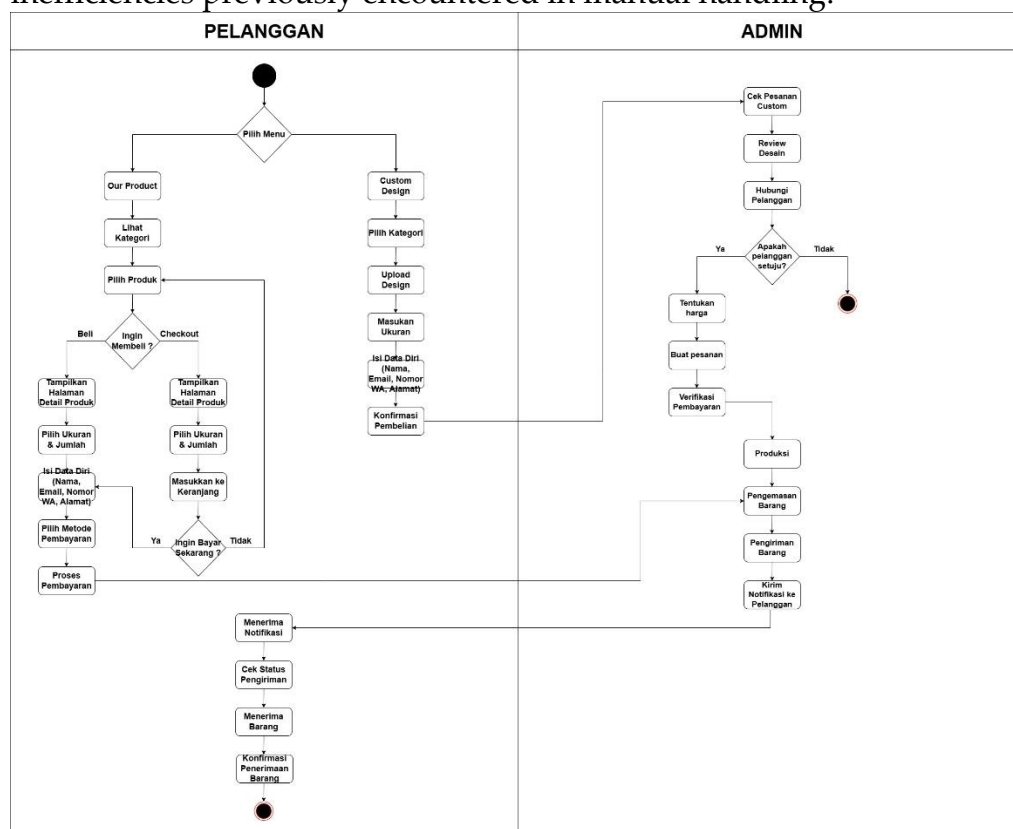 inefficiencies previously encountered in manual handling.
PELANGGAN
ADMIN
Pilih Menu
Our Product
Lihat
Kategori
Pilih Produk
Ingin
Membeli ?
Beli
Checkout
Tampilkan
Halaman
Detail Produk
Pilih Ukuran
& Jumlah
Isi Data Diri
(Nama,
Email, Nomor
WA, Alamat)
Pilih Metode
Pembayaran
Proses
Pembayaran
Tampilkan
Halaman
Detail Produk
Pilih Ukuran
& Jumlah
Masukkan ke
Keranjang
Ingin Bayar
Sekarang ?
Ya
Tidak
Custom
Design
Pilih Kategori
Upload
Design
Masukan
Ukuran
Isi Data Diri
(Nama,
Email, Nomor
WA, Alamat)
Konfirmasi
Pembelian
Cek Pesanan
Custom
Review
Desain
Hubungi
Pelanggan
Apakah
pelanggan
setuju?
Ya
Tidak
Tentukan
harga
Buat pesanan
Verifikasi
Pembayaran
Produksi
Pengemasan
Barang
Pengiriman
Barang
Kirim
Notifikasi ke
Pelanggan
Menerima
Notifikasi
Cek Status
Pengiriman
Menerima
Barang
Konfirmasi
Penerimaan
Barang